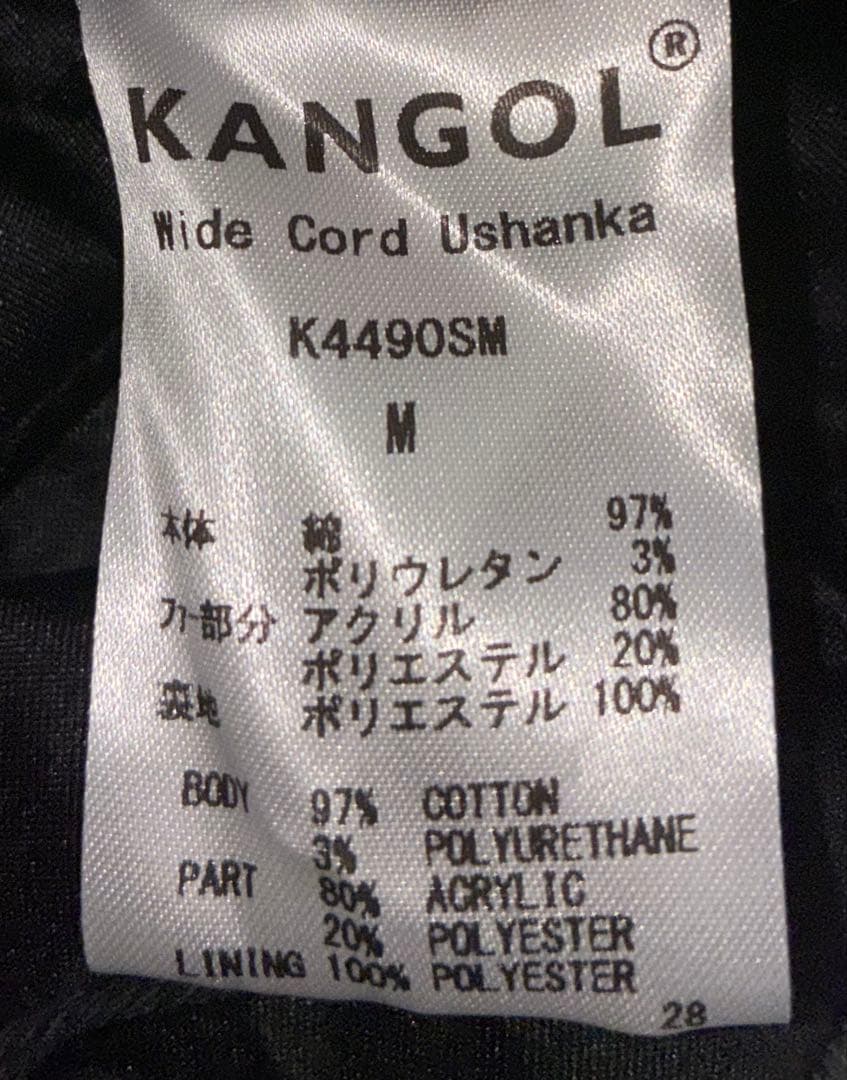 KANGOL®
Wide Cord Ushanka
K4490SM
M
本体 綿 97%
ポリウレタン 3%
ファー部分 アクリル 80%
ポリエステル 20%
裏地 ポリエステル 100%
BODY 97% COTTON
3% POLYURETHANE
PART 80% ACRYLIC
20% POLYESTER
LINING 100% POLYESTER
28